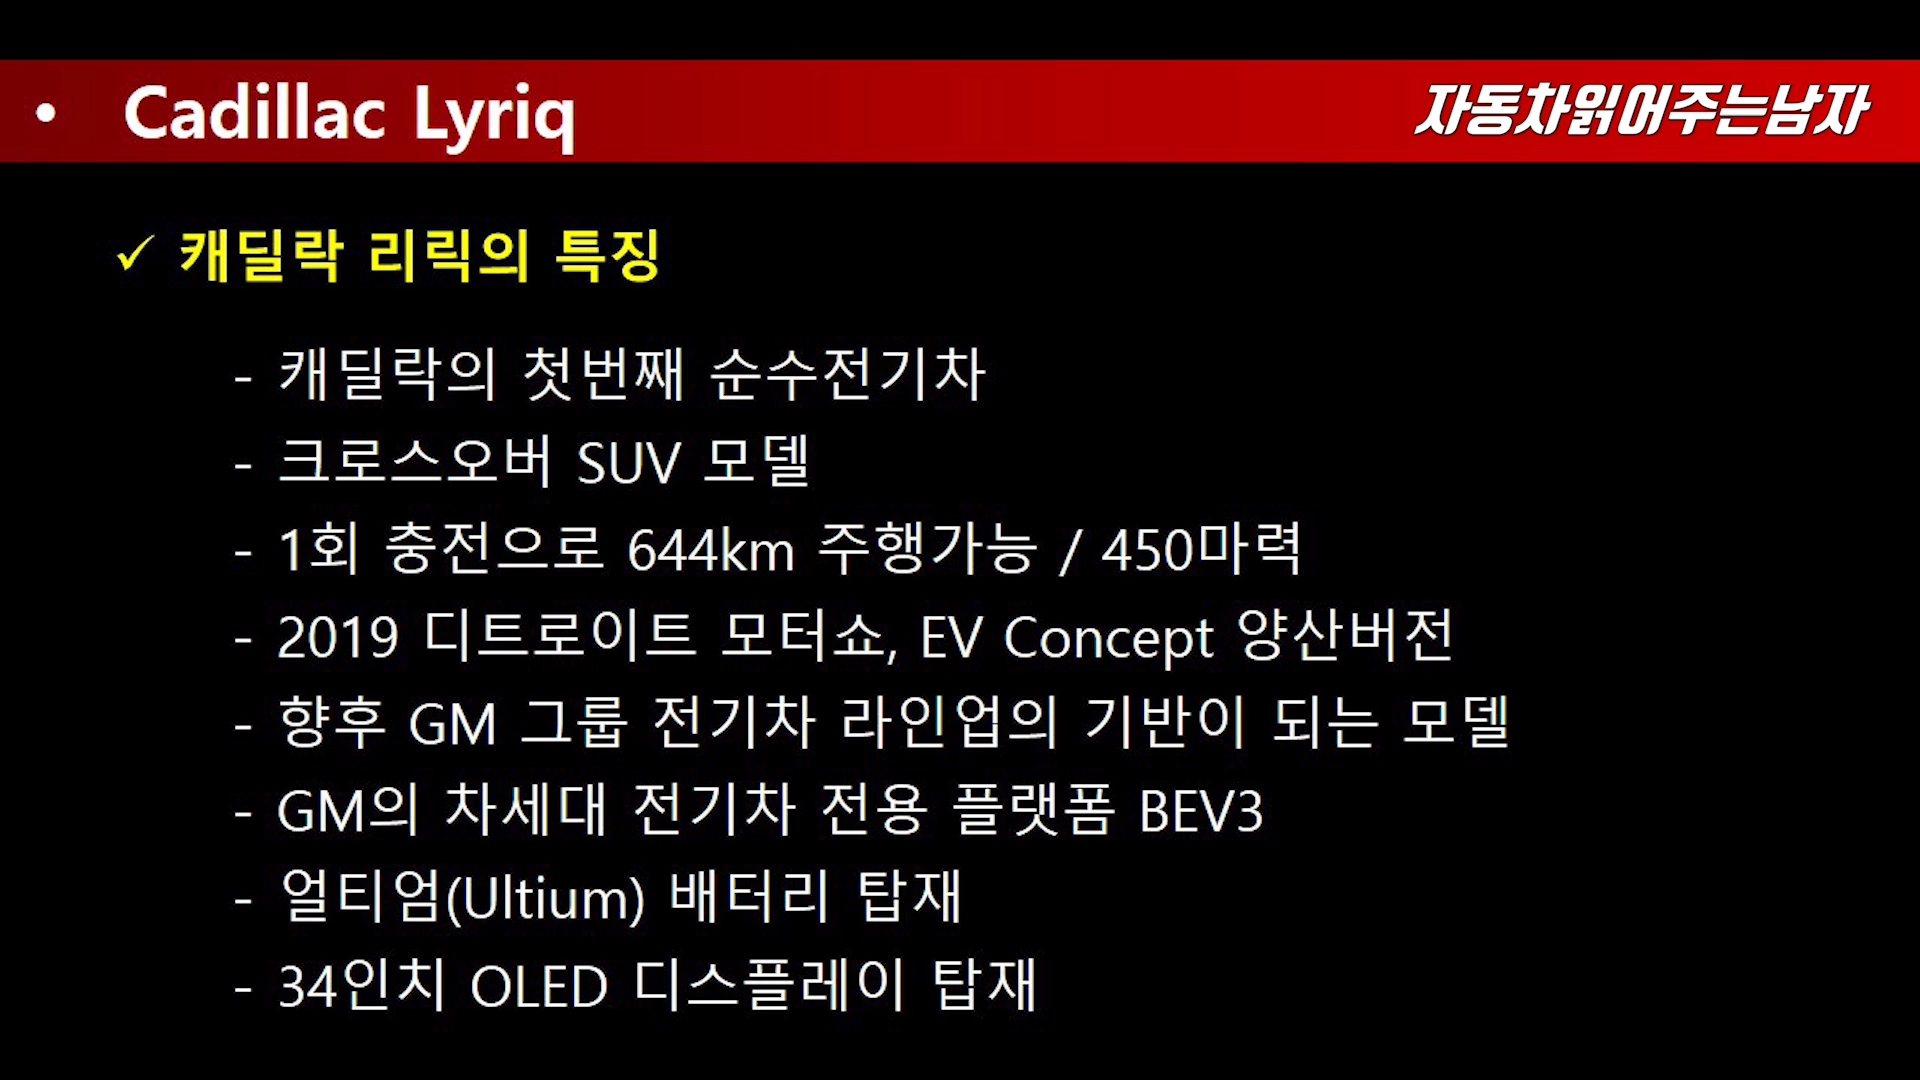 • Cadillac Lyriq
자동차읽어주는남자
✓ 캐딜락 리릭의 특징
- 캐딜락의 첫번째 순수전기차
- 크로스오버 SUV 모델
- 1회 충전으로 644km 주행가능 / 450마력
- 2019 디트로이트 모터쇼, EV Concept 양산버전
- 향후 GM 그룹 전기차 라인업의 기반이 되는 모델
- GM의 차세대 전기차 전용 플랫폼 BEV3
- 얼티엄(Ultium) 배터리 탑재
- 34인치 OLED 디스플레이 탑재